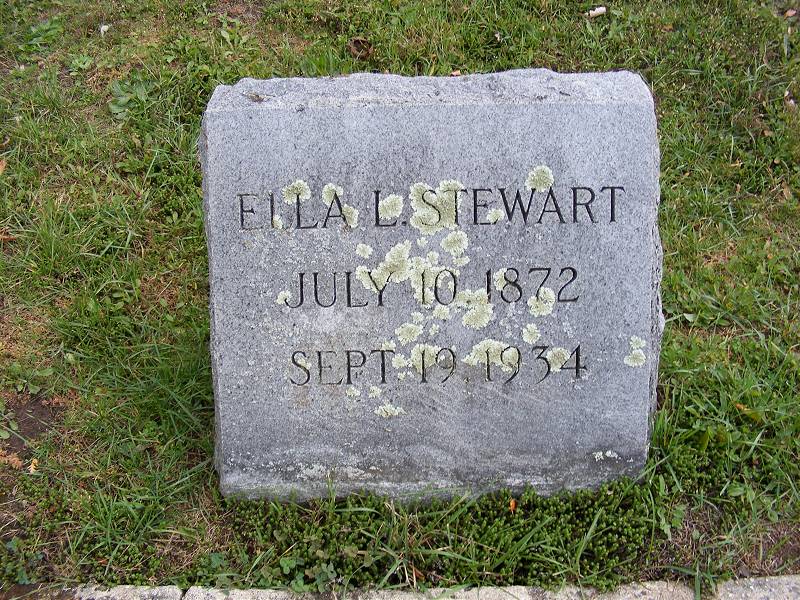 ELLA L. STEWART
JULY 10, 1872
SEPT. 19, 1934